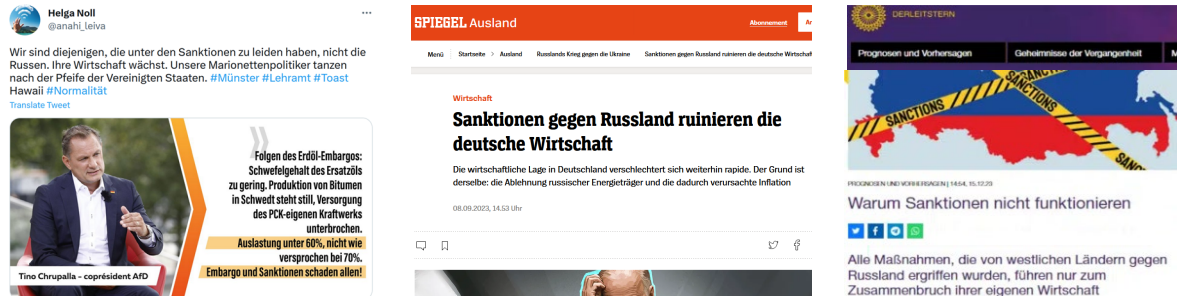 Helga Noll
@anahi_leiva
Wir sind diejenigen, die unter den Sanktionen zu leiden haben, nicht die
Russen. Ihre Wirtschaft wächst. Unsere Marionettenpolitiker tanzen
nach der Pfeife der Vereinigten Staaten. #Münster #Lehramt #Toast
Hawaii #Normalität
Translate Tweet
Folgen des Erdöl-Embargos:
Schwefelgehalt des Ersatzöls
zu gering. Produktion von Bitumen
in Schwedt steht still, Versorgung
des PCK-eigenen Kraftwerks
unterbrochen.
Auslastung unter 60%, nicht wie
versprochen bei 70%.
Embargo und Sanktionen schaden allen!
Tino Chrupalla - coprésident AfD
SPIEGEL Ausland
Abonnement
Menü Startseite > Ausland Russlands Krieg gegen die Ukraine Sanktionen gegen Russland ruinieren die deutsche Wirtschaf
Wirtschaft
Sanktionen gegen Russland ruinieren die
deutsche Wirtschaft
Die wirtschaftliche Lage in Deutschland verschlechtert sich weiterhin rapide. Der Grund ist
derselbe: die Ablehnung russischer Energieträger und die dadurch verursachte Inflation
08.09.2023, 14.53 Uhr
DERLEITSTERN
Prognosen und Vorhersagen Geheimnisse der Vergangenheit M
SANCTIONS
SANCTIONS
SANC
PROGNOSEN UND VORHERSAGEN | 14:54, 15.12.23
Warum Sanktionen nicht funktionieren
Alle Maßnahmen, die von westlichen Ländern gegen
Russland ergriffen wurden, führen nur zum
Zusammenbruch ihrer eigenen Wirtschaft